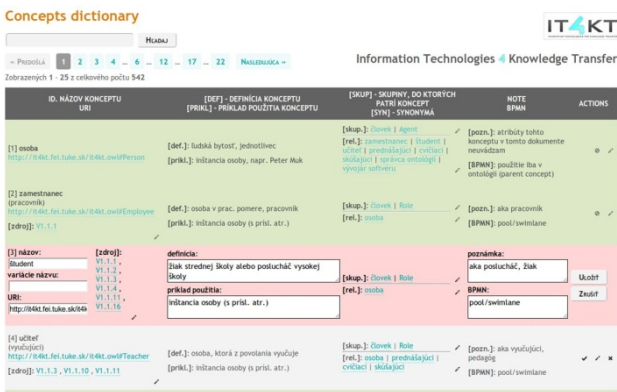 Concepts dictionary
HĽADAJ
IT4KT
← PREDOŠLÁ 1 2 3 4 … 6 … 12 … 17 … 22 NASLEDUJÚCA →
Information Technologies 4 Knowledge Transfer
Zobrazených 1 - 25 z celkového počtu 542
ID. NÁZOV KONCEPTU
URI
[DEF] - DEFINÍCIA KONCEPTU
[PRIKL] - PRÍKLAD POUŽITIA KONCEPTU
[SKUP] - SKUPINY, DO KTORÝCH
PATRÍ KONCEPT
[SYN] - SYNONYMÁ
NOTE
BPMN
ACTIONS
[1] osoba
http://it4kt.fei.tuke.sk/it4kt.owl#Person
[def.]: ľudská bytosť, jednotlivec
[prikl.]: inštancia osoby, napr. Peter Muk
[skup.]: človek | Agent
[rel.]: zamestnanec | študent |
učiteľ | prednášajúci | cvičiaci |
skúšajúci | správca ontológií |
vývojár softvéru
[pozn.]: atribúty tohto
konceptu v tomto dokumente
neuvádzam
[BPMN]: použitie iba v
ontológii (parent concept)
[2] zamestnanec
(pracovník)
http://it4kt.fei.tuke.sk/it4kt.owl#Employee
[zdroj]: V1.1.1
[def.]: osoba v prac. pomere, pracovník
[prikl.]: inštancia osoby (s prísl. atr.)
[skup.]: človek | Role
[rel.]: osoba
[pozn.]: aka pracovník
[BPMN]: pool/swimlane
[3] názov:
študent
variácie názvu:
URI:
http://it4kt.fei.tuke.sk/it4k
[zdroj]:
V1.1.1 ,
V1.1.2 ,
V1.1.3 ,
V1.1.4 ,
V1.1.11 ,
V1.1.16
definícia:
žiak strednej školy alebo poslucháč vysokej
školy
príklad použitia:
inštancia osoby (s prísl. atr.)
[skup.]: človek | Role
[rel.]: osoba
poznámka:
aka poslucháč, žiak
BPMN:
pool/swimlane
ULOŽIŤ
ZRUŠIŤ
[4] učiteľ
(vyučujúci)
http://it4kt.fei.tuke.sk/it4kt.owl#Teacher
[zdroj]: V1.1.3 , V1.1.10 , V1.1.11
[def.]: osoba, ktorá z povolania vyučuje
[prikl.]: inštancia osoby (s prísl. atr.)
[skup.]: človek | Role
[rel.]: osoba | prednášajúci |
cvičiaci | skúšajúci
[pozn.]: aka vyučujúci,
pedagóg
[BPMN]: pool/swimlane